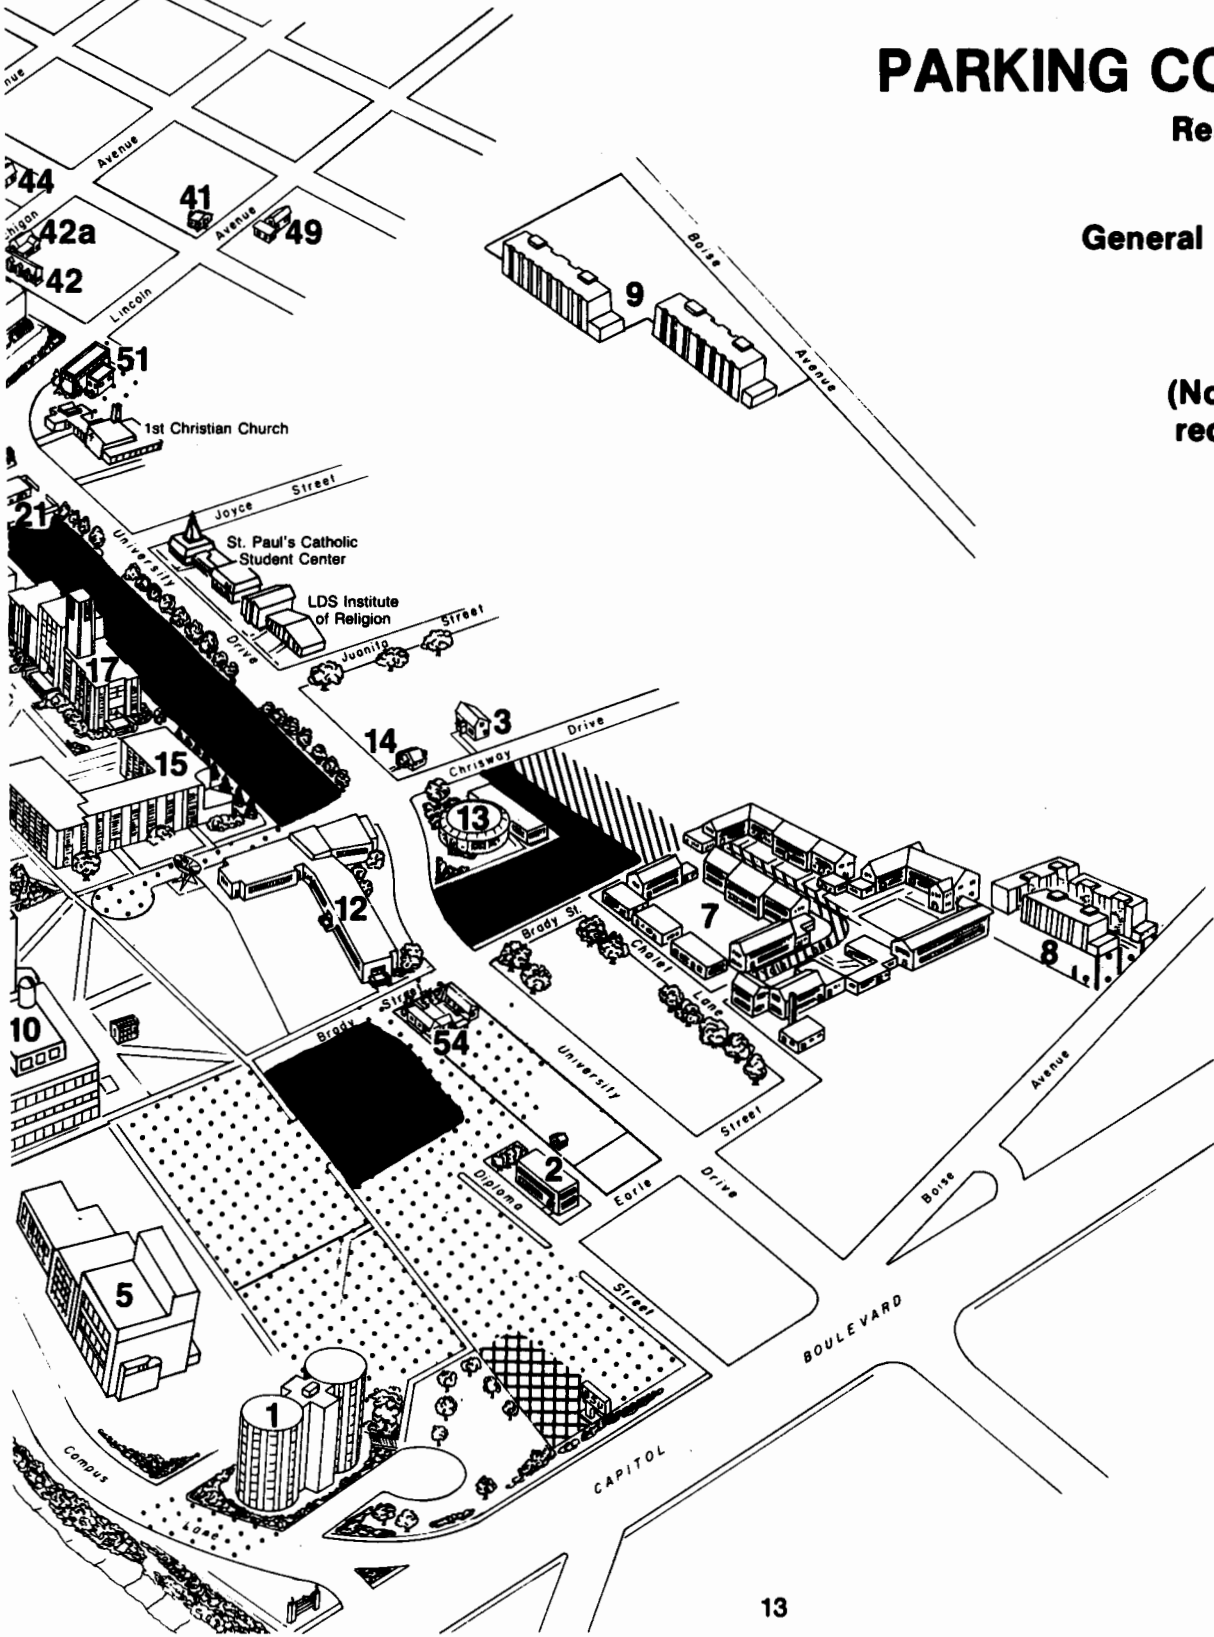 PARKING CO
Re
General
(No
rec
nue
Avenue
44
41
Avenue
49
chigan
42a
42
Lincoln
51
1st Christian Church
9
Boise
Avenue
Joyce Street
21
University
Drive
St. Paul's Catholic
Student Center
LDS Institute
of Religion
Juanita Street
17
3
14
Chrisway Drive
15
13
12
7
Brady St.
Chalet
Lane
8
10
Brady Street
54
University
Drive
Avenue
Boise
2
Diploma
Earle Street
Street
5
BOULEVARD
CAPITOL
1
Campus
Lane
13